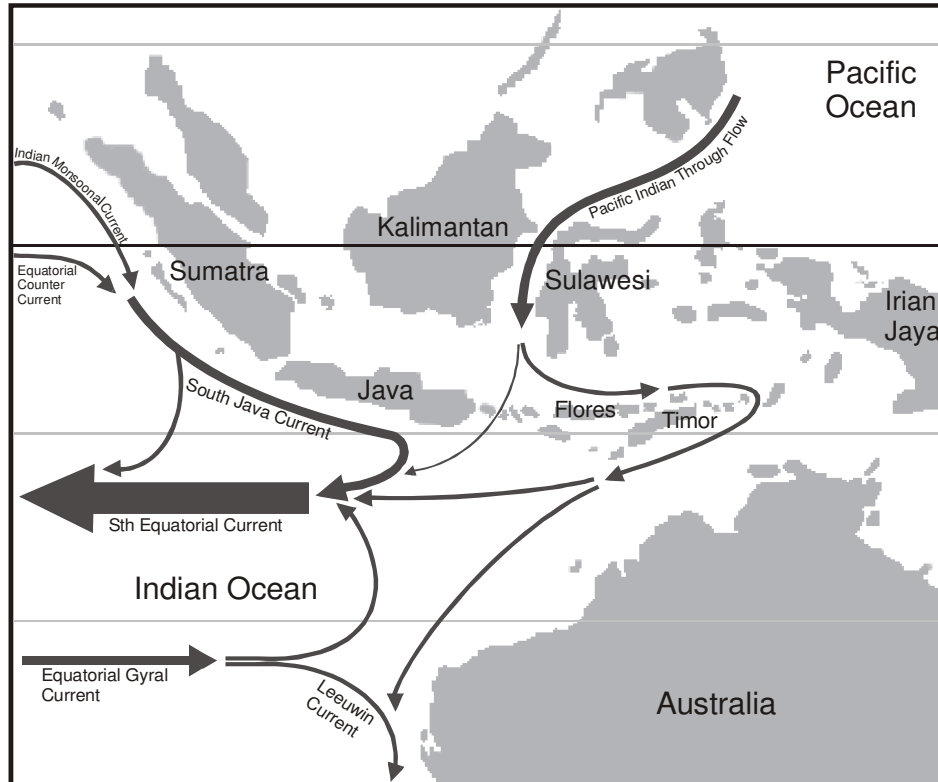 Pacific
Ocean
Pacific Indian Through Flow
Indian Monsoonal Current
Kalimantan
Equatorial
Counter
Current
Sumatra
Sulawesi
Irian
Jaya
South Java Current
Java
Flores
Timor
Sth Equatorial Current
Indian Ocean
Equatorial Gyral
Current
Leeuwin
Current
Australia